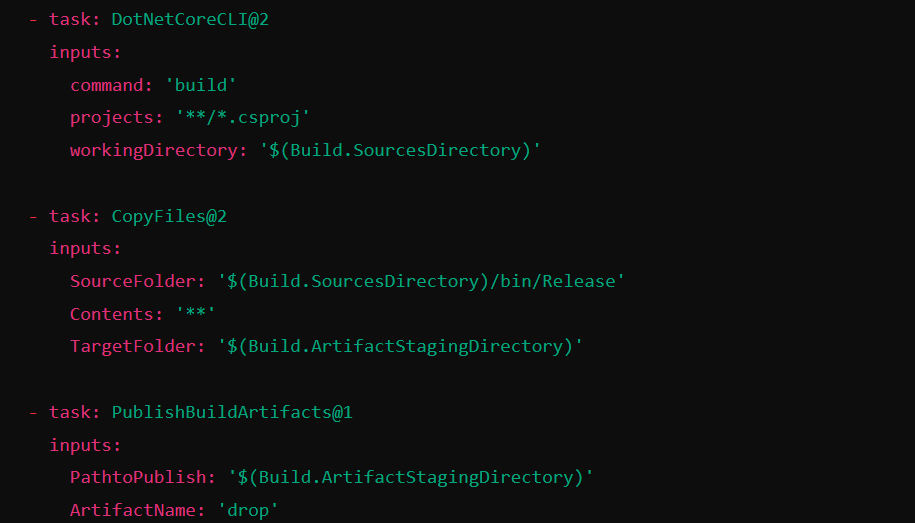 - task: DotNetCoreCLI@2
inputs:
command: 'build'
projects: '**/*.csproj'
workingDirectory: '$(Build.SourcesDirectory)'
- task: CopyFiles@2
inputs:
SourceFolder: '$(Build.SourcesDirectory)/bin/Release'
Contents: '**'
TargetFolder: '$(Build.ArtifactStagingDirectory)'
- task: PublishBuildArtifacts@1
inputs:
PathtoPublish: '$(Build.ArtifactStagingDirectory)'
ArtifactName: 'drop'